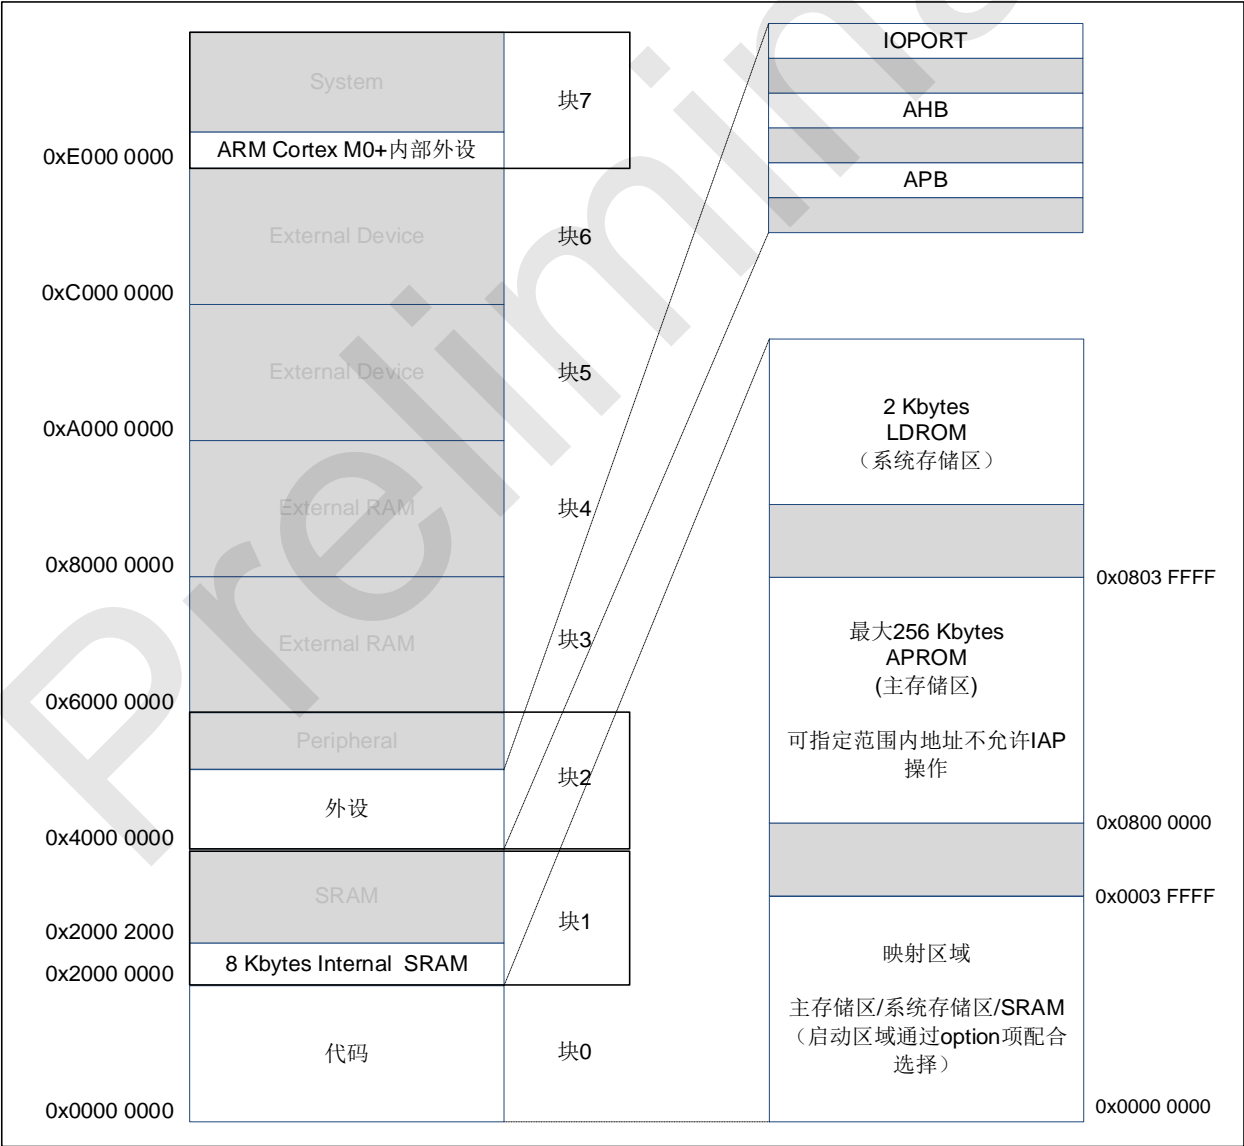 Prelimina
System
块7
ARM Cortex M0+内部外设
0xE000 0000
External Device
块6
0xC000 0000
External Device
块5
0xA000 0000
External RAM
块4
0x8000 0000
External RAM
块3
0x6000 0000
Peripheral
块2
外设
0x4000 0000
SRAM
块1
0x2000 2000
8 Kbytes Internal SRAM
0x2000 0000
代码
块0
0x0000 0000
IOPORT
AHB
APB
2 Kbytes
LDROM
（系统存储区）
0x0803 FFFF
最大256 Kbytes
APROM
(主存储区)
可指定范围内地址不允许IAP
操作
0x0800 0000
0x0003 FFFF
映射区域
主存储区/系统存储区/SRAM
（启动区域通过option项配合
选择）
0x0000 0000